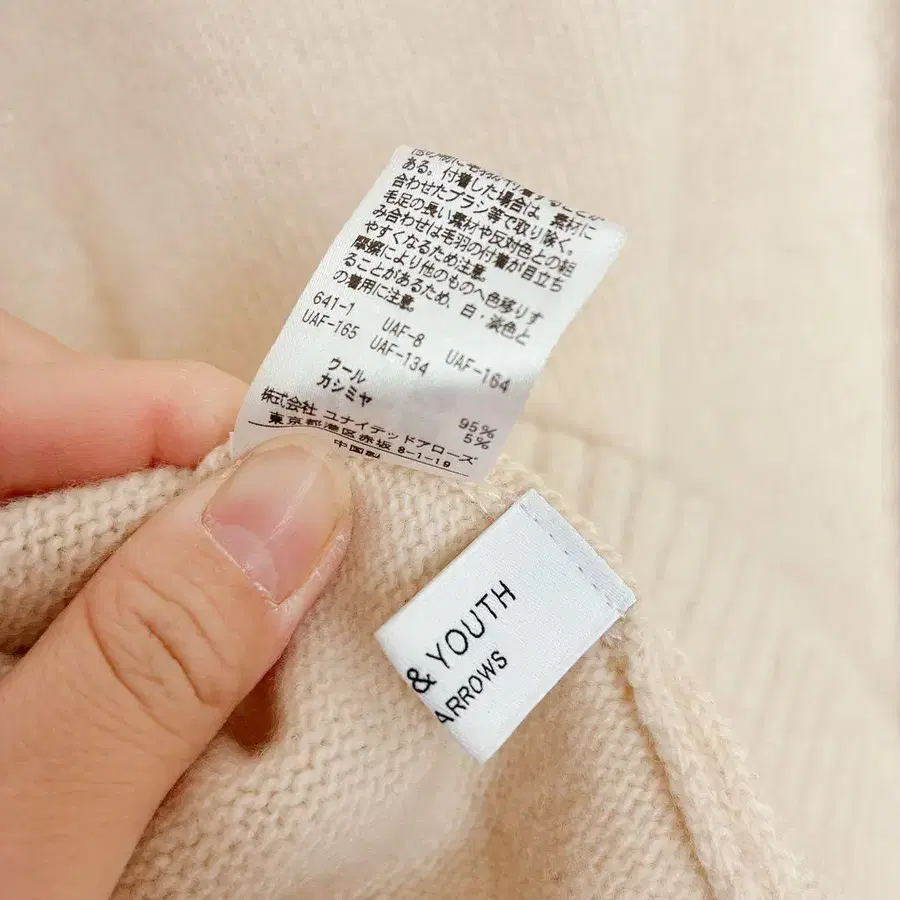 ある。付着した場合は、素材に
合わせたブラシ等で取り除く。
毛足の長い素材や反対色との組
み合わせは毛羽の付着が目立ち
やすくなるため注意。
摩擦により他のものへ色移りす
ることがあるため、白・淡色と
の着用に注意。
641-1 UAF-8 UAF-164
UAF-165 UAF-134
ウール 95%
カシミヤ 5%
株式会社 ユナイテッドアローズ
東京都港区赤坂 8-1-19
中国製
& YOUTH
ARROWS